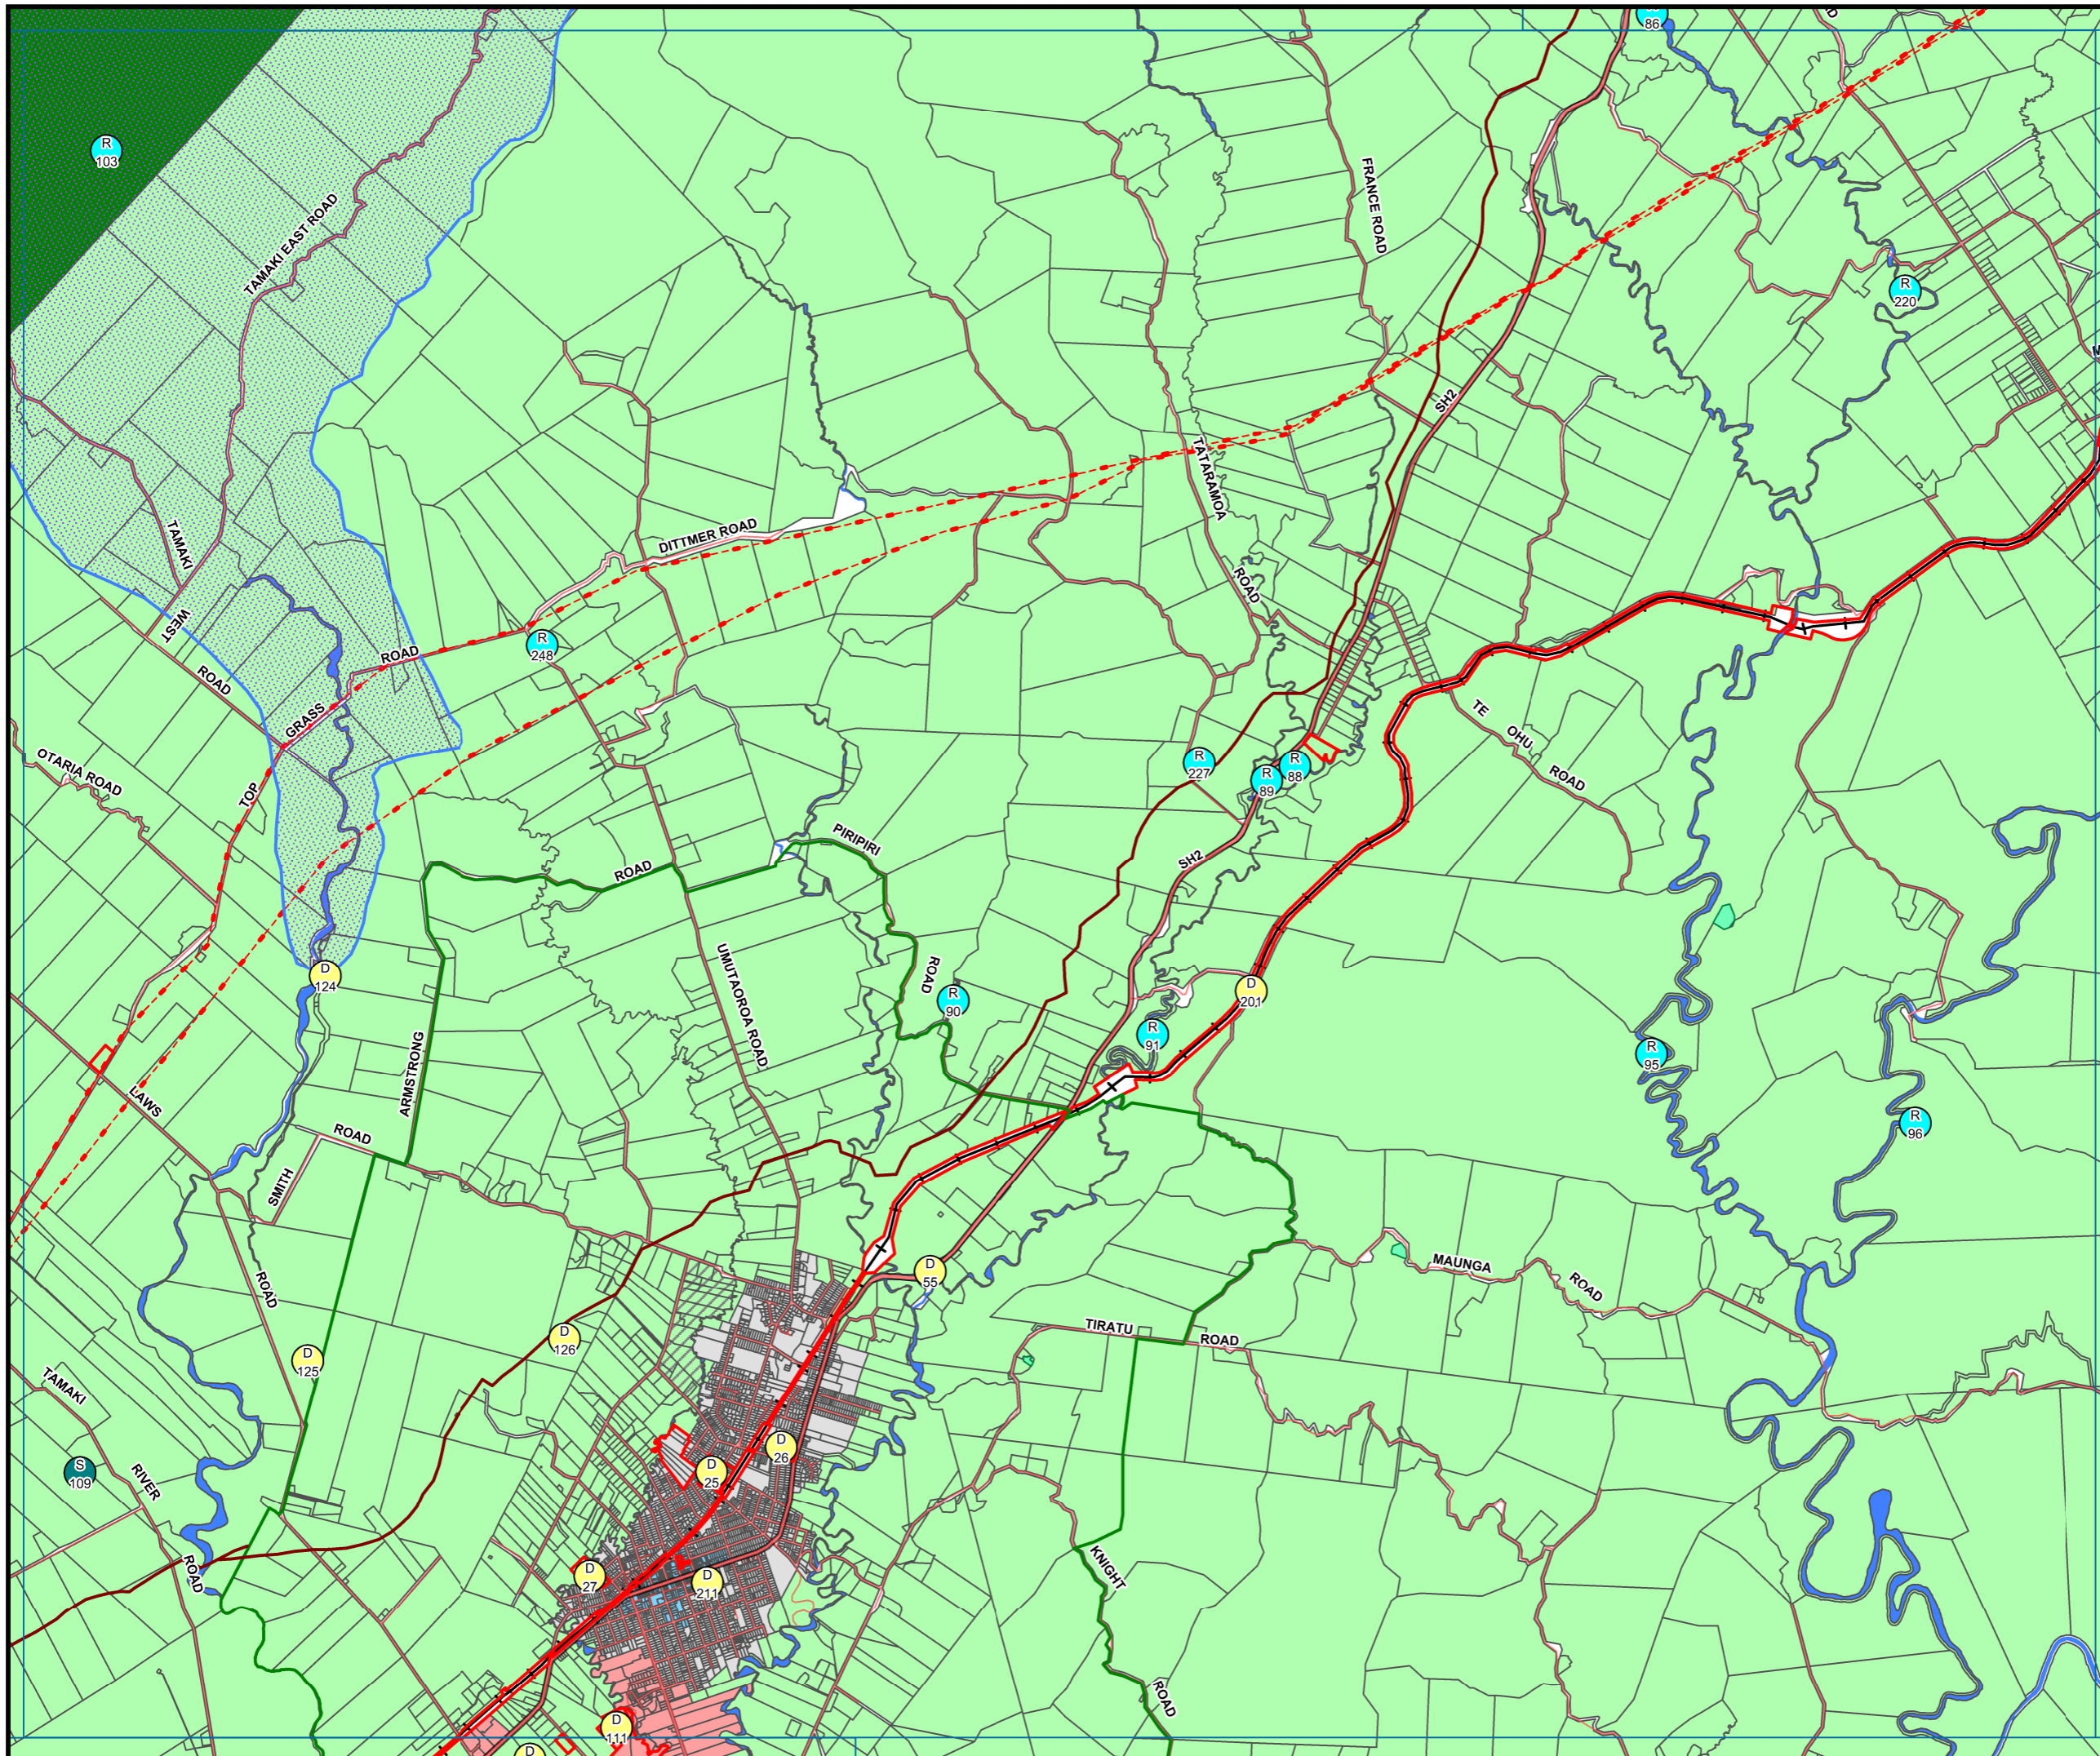 R
86
R
103
TAMAKI EAST ROAD
FRANCE ROAD
R
220
SH2
TATARAMOA
ROAD
TAMAKI
WEST
ROAD
DITTMER ROAD
R
248
ROAD
GRASS
TOP
OTARIA ROAD
TE
OHU
ROAD
R
227
R
88
R
89
PIRIPIRI
ROAD
SH2
ROAD
ARMSTRONG
UMUTAOROA ROAD
R
90
D
124
D
201
R
91
R
95
R
96
LAWS
ROAD
SMITH
ROAD
MAUNGA
ROAD
D
55
TIRATU
ROAD
D
126
D
125
TAMAKI
RIVER
ROAD
S
109
D
26
D
25
D
27
D
211
KNIGHT
ROAD
D
111
D